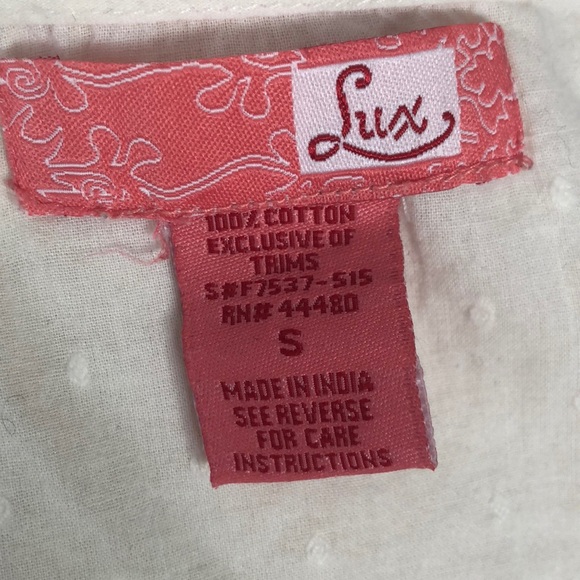 Lux
100% COTTON
EXCLUSIVE OF
TRIMS
S#F7537-515
RN# 44480
S
MADE IN INDIA
SEE REVERSE
FOR CARE
INSTRUCTIONS